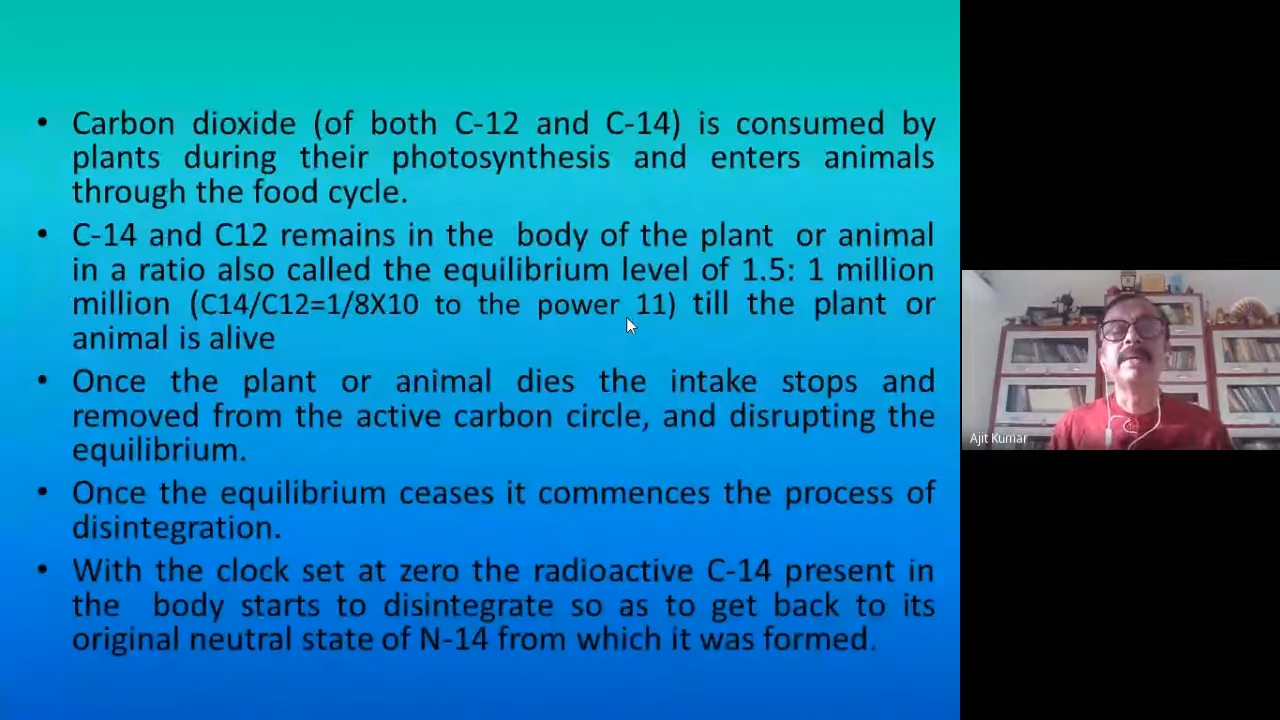 • Carbon dioxide (of both C-12 and C-14) is consumed by
plants during their photosynthesis and enters animals
through the food cycle.
• C-14 and C12 remains in the body of the plant or animal
in a ratio also called the equilibrium level of 1.5: 1 million
million (C14/C12=1/8X10 to the power 11) till the plant or
animal is alive
• Once the plant or animal dies the intake stops and
removed from the active carbon circle, and disrupting the
equilibrium.
• Once the equilibrium ceases it commences the process of
disintegration.
• With the clock set at zero the radioactive C-14 present in
the body starts to disintegrate so as to get back to its
original neutral state of N-14 from which it was formed.
Ajit Kumar